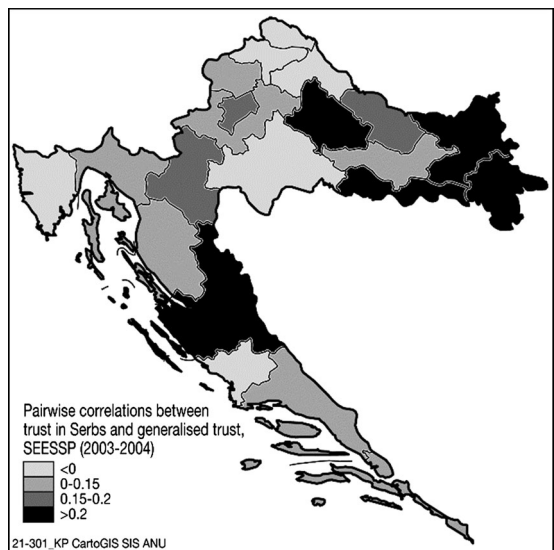 Pairwise correlations between
trust in Serbs and generalised trust,
SEESSP (2003-2004)
<0
0-0.15
0.15-0.2
>0.2
21-301_KP CartoGIS SIS ANU